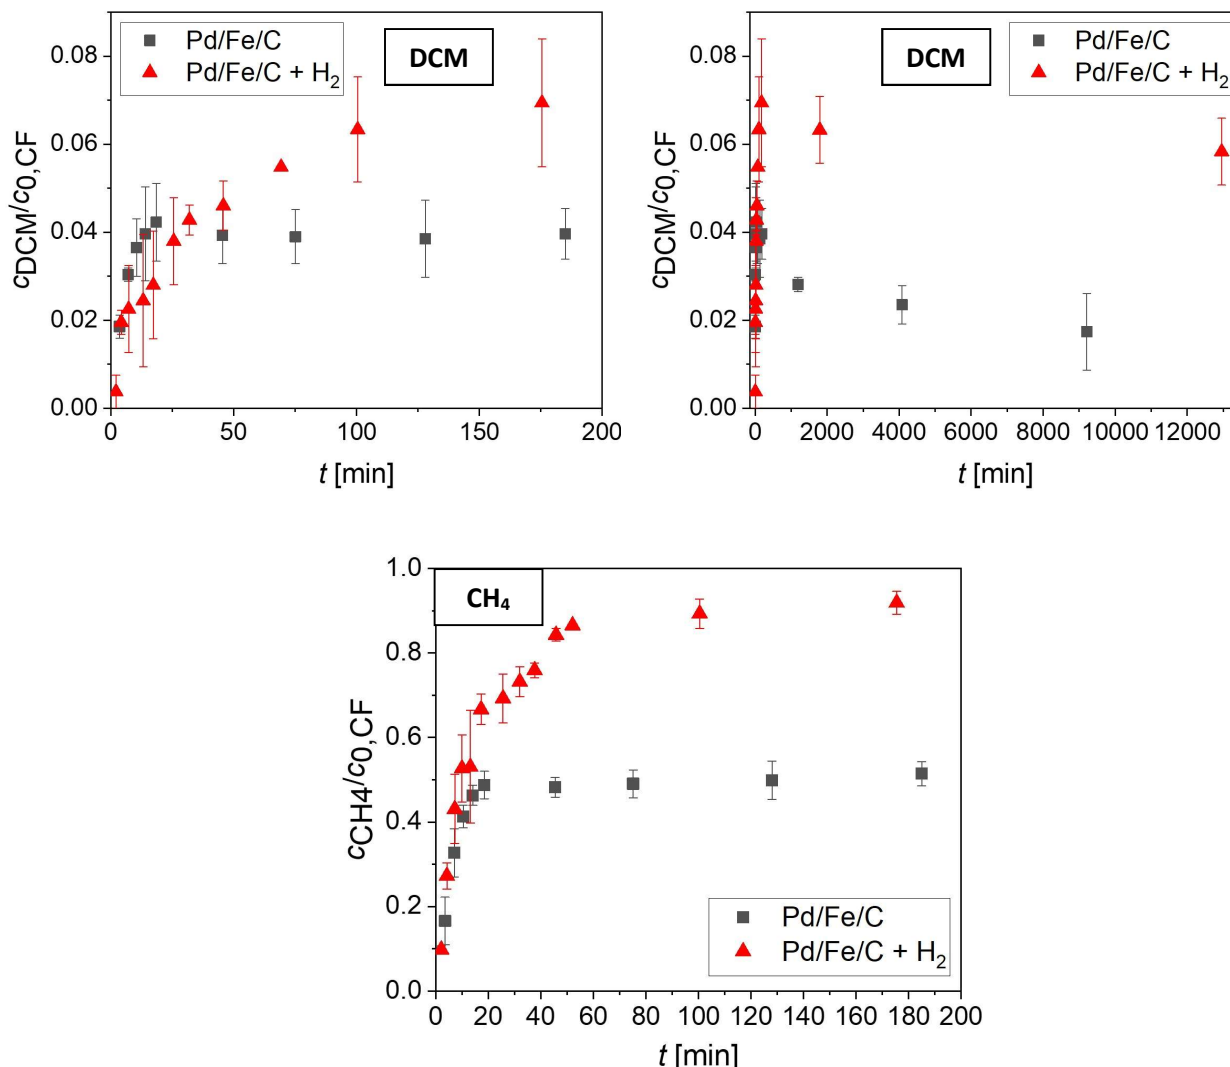 Pd/Fe/C
Pd/Fe/C + H₂
DCM
0.08
0.06
0.04
0.02
0.00
cDCM/c0,CF
0
50
100
150
200
t [min]
DCM
Pd/Fe/C
Pd/Fe/C + H₂
0.08
0.06
0.04
0.02
0.00
cDCM/c0,CF
0
2000
4000
6000
8000
10000
12000
t [min]
CH₄
1.0
0.8
0.6
0.4
0.2
0.0
cCH4/c0,CF
Pd/Fe/C
Pd/Fe/C + H₂
0
20
40
60
80
100
120
140
160
180
200
t [min]